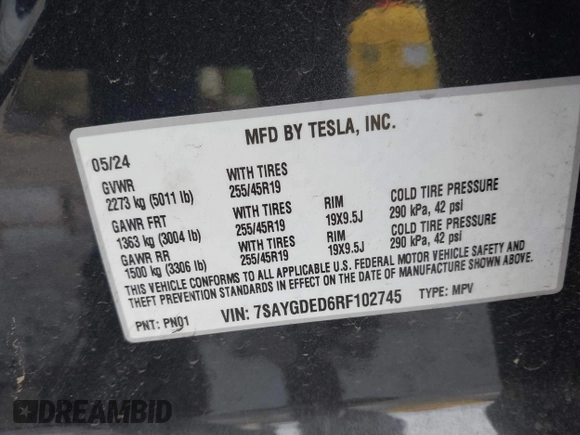 MFD BY TESLA, INC.
05/24
GVWR WITH TIRES
2273 kg (5011 lb) 255/45R19
GAWR FRT WITH TIRES RIM COLD TIRE PRESSURE
1363 kg (3004 lb) 255/45R19 19X9.5J 290 kPa, 42 psi
GAWR RR WITH TIRES RIM COLD TIRE PRESSURE
1500 kg (3306 lb) 255/45R19 19X9.5J 290 kPa, 42 psi
THIS VEHICLE CONFORMS TO ALL APPLICABLE U.S. FEDERAL MOTOR VEHICLE SAFETY AND
THEFT PREVENTION STANDARDS IN EFFECT ON THE DATE OF MANUFACTURE SHOWN ABOVE.
PNT: PN01 VIN: 7SAYGDED6RF102745 TYPE: MPV
DREAMBID